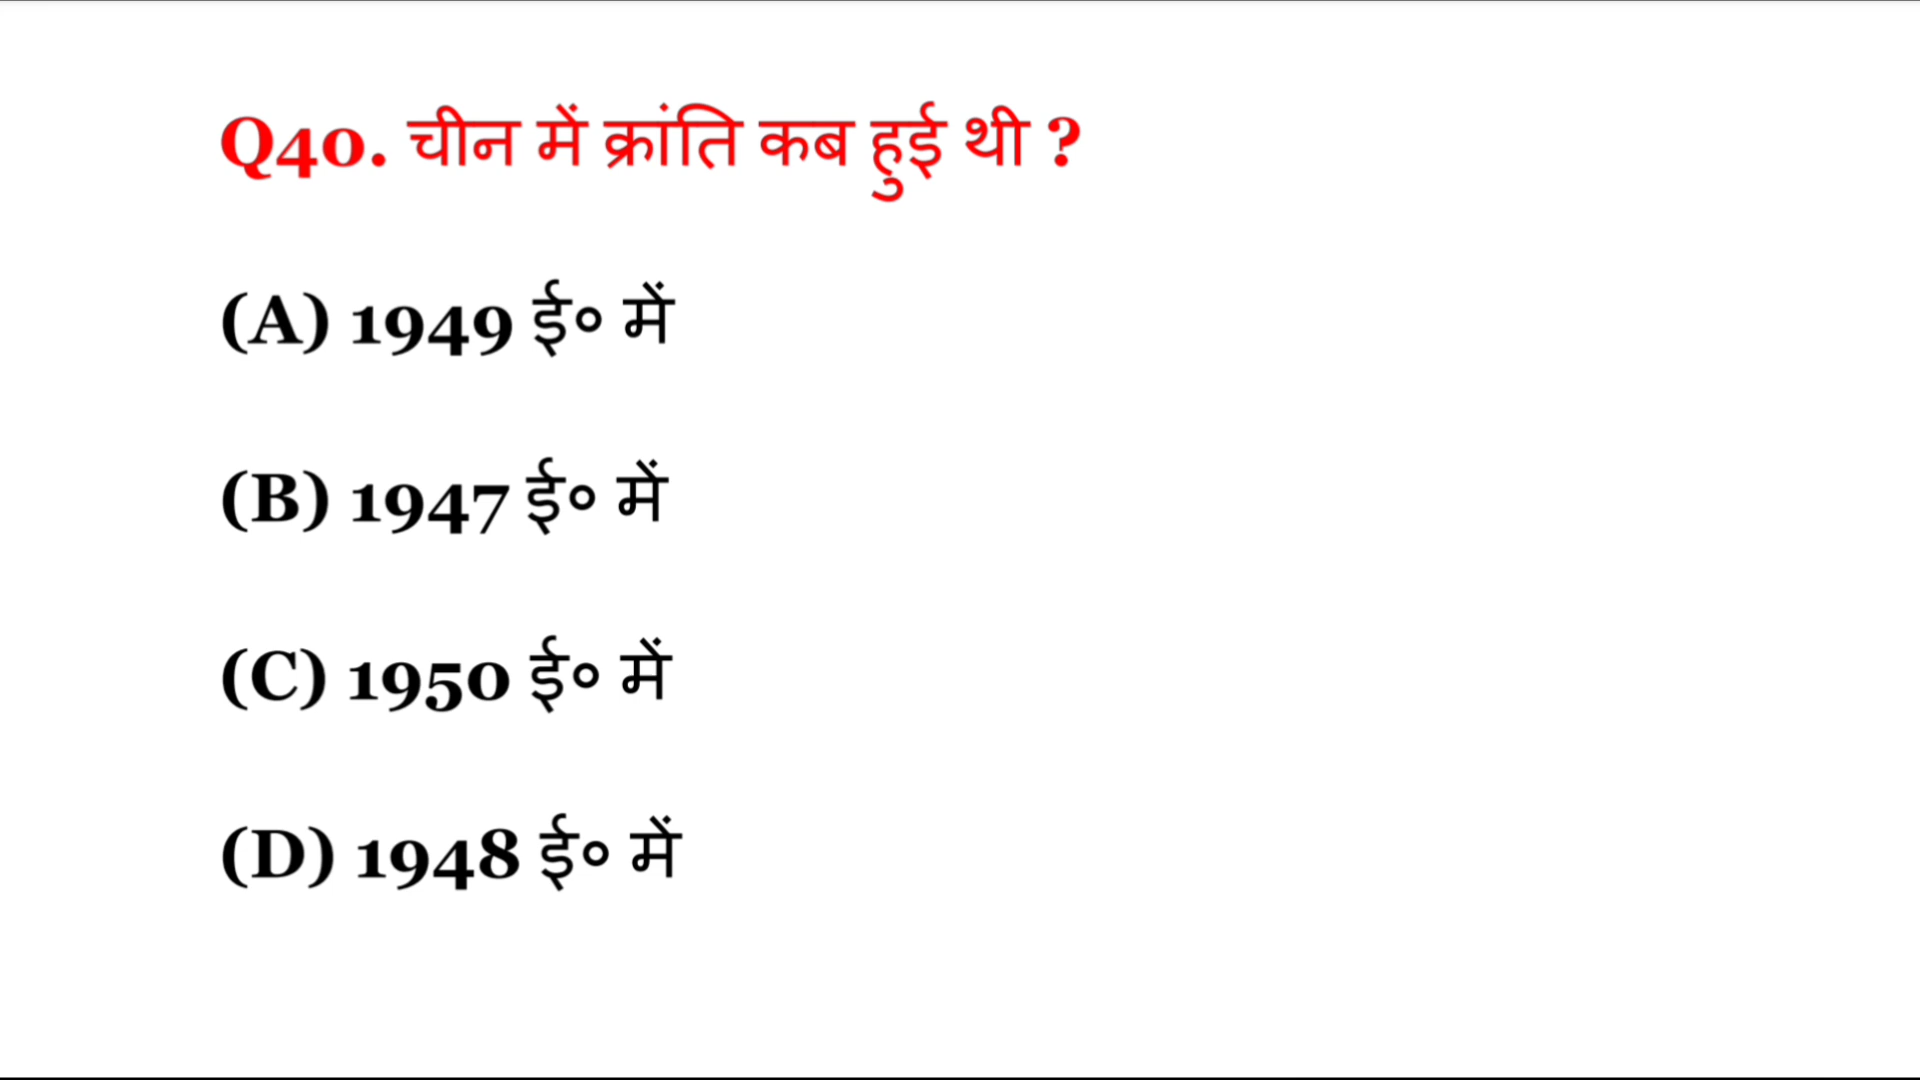 Q40. चीन में क्रांति कब हुई थी ?
(A) 1949 ई० में
(B) 1947 ई० में
(C) 1950 ई० में
(D) 1948 ई० में